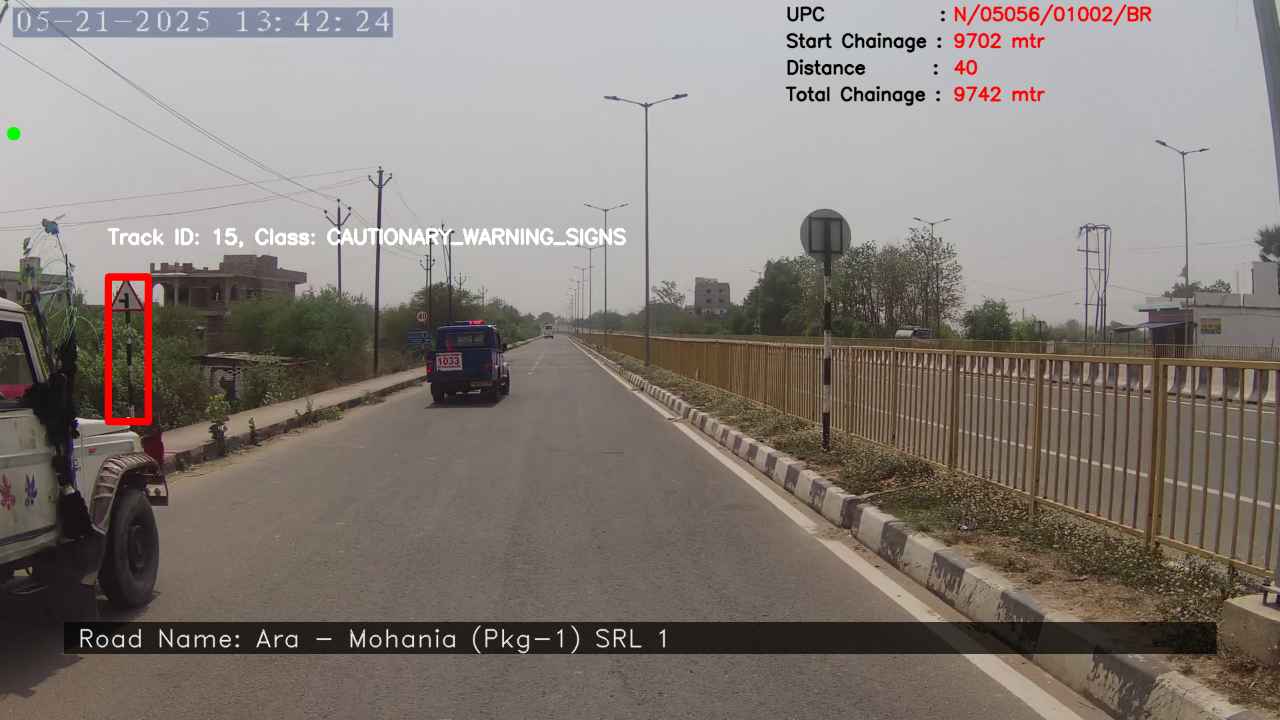 05-21-2025 13:42:24
UPC : N/05056/01002/BR
Start Chainage : 9702 mtr
Distance : 40
Total Chainage : 9742 mtr
Track ID: 15, Class: CAUTIONARY_WARNING_SIGNS
1033
Road Name: Ara - Mohania (Pkg-1) SRL 1